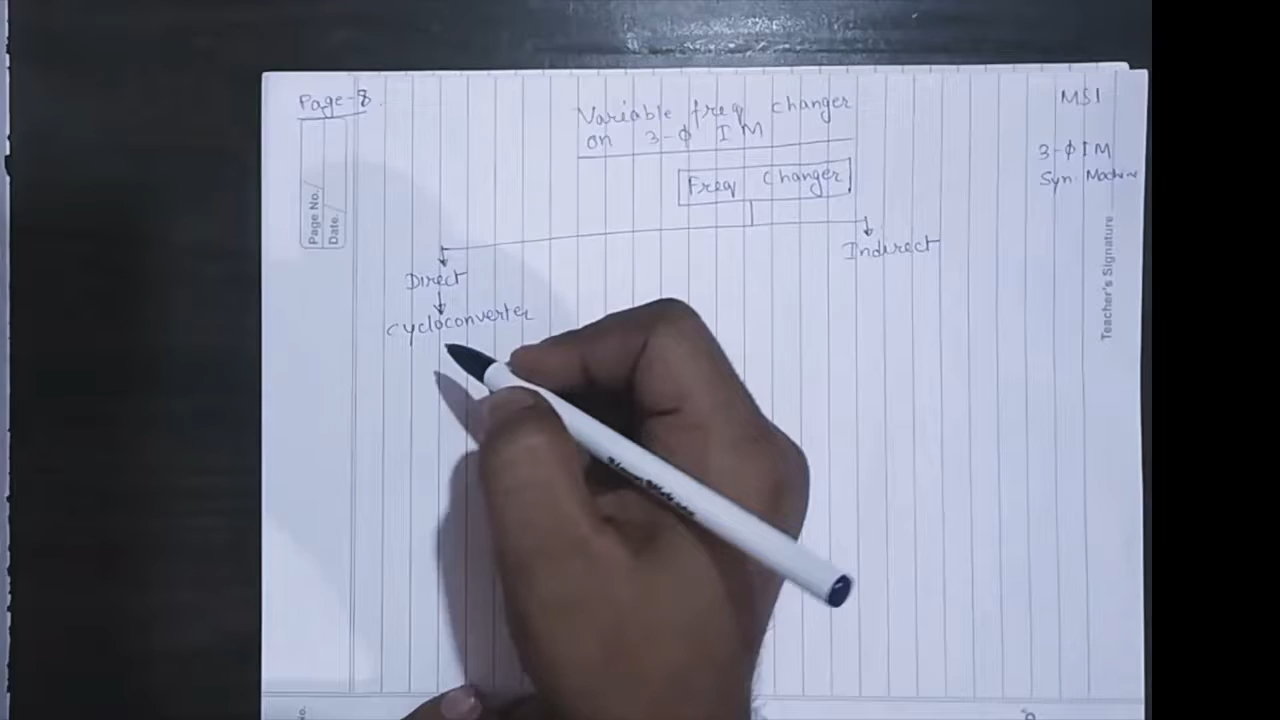 Page-8
MSI
Variable freq changer
on 3-ϕ IM
3-ϕ IM
Syn. Machine
Freq Changer
Page No.
Date.
Direct
Indirect
Cycloconverter
Teacher's Signature